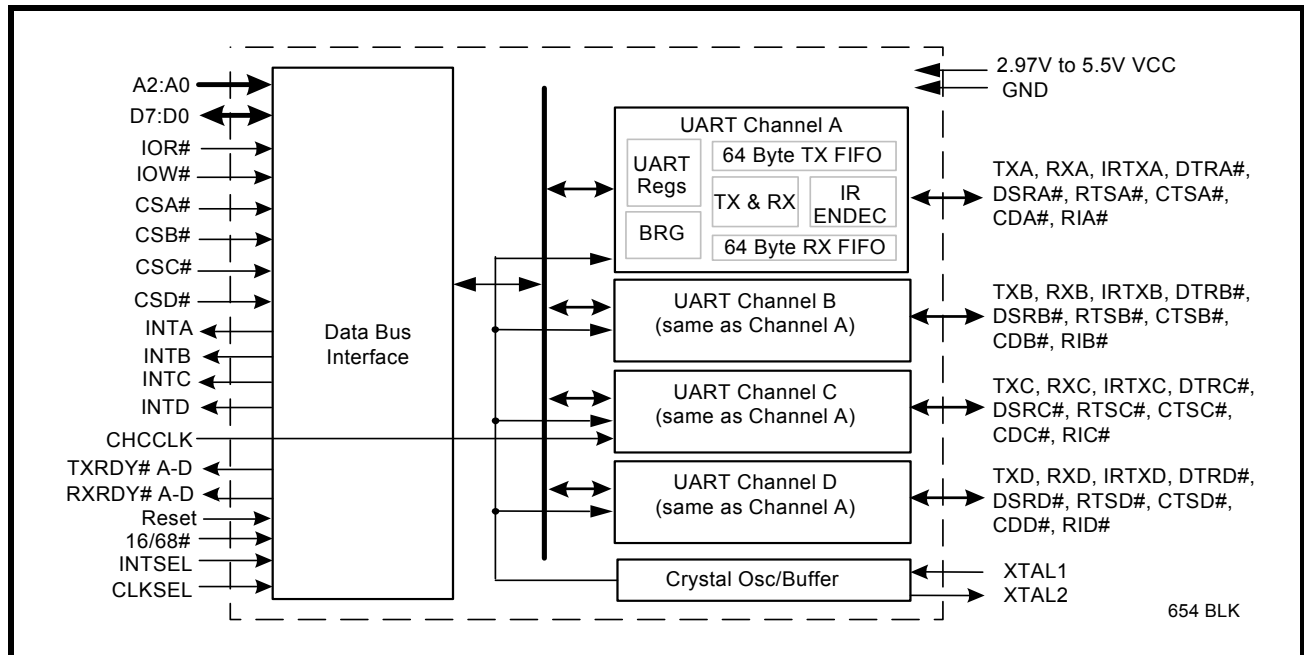 A2:A0
D7:D0
IOR#
IOW#
CSA#
CSB#
CSC#
CSD#
INTA
INTB
INTC
INTD
CHCCLK
TXRDY# A-D
RXRDY# A-D
Reset
16/68#
INTSEL
CLKSEL
Data Bus
Interface
UART Channel A
UART
Regs
BRG
64 Byte TX FIFO
TX & RX
IR
ENDEC
64 Byte RX FIFO
UART Channel B
(same as Channel A)
UART Channel C
(same as Channel A)
UART Channel D
(same as Channel A)
Crystal Osc/Buffer
2.97V to 5.5V VCC
GND
TXA, RXA, IRTXA, DTRA#,
DSRA#, RTSA#, CTSA#,
CDA#, RIA#
TXB, RXB, IRTXB, DTRB#,
DSRB#, RTSB#, CTSB#,
CDB#, RIB#
TXC, RXC, IRTXC, DTRC#,
DSRC#, RTSC#, CTSC#,
CDC#, RIC#
TXD, RXD, IRTXD, DTRD#,
DSRD#, RTSD#, CTSD#,
CDD#, RID#
XTAL1
XTAL2
654 BLK